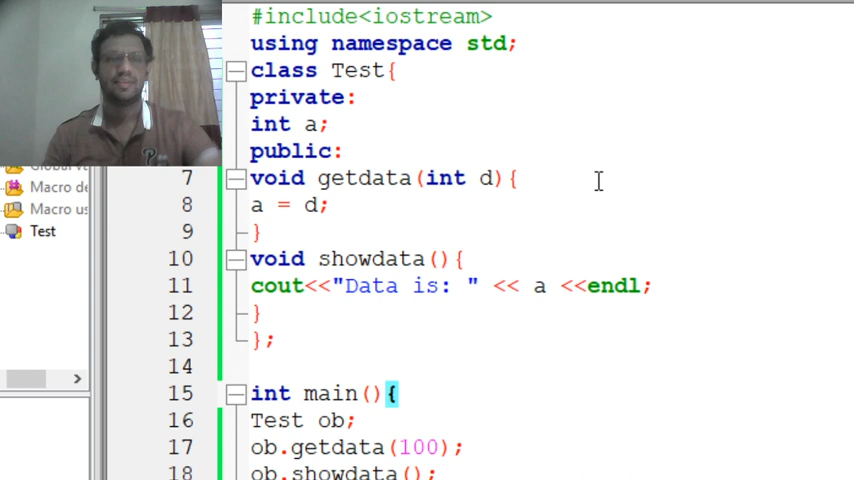 #include<iostream>
using namespace std;
class Test{
private:
int a;
public:
7 void getdata(int d){
8 a = d;
9 }
10 void showdata(){
11 cout<<"Data is: " << a <<endl;
12 }
13 };
14
15 int main(){
16 Test ob;
17 ob.getdata(100);
18 ob.showdata();
Macro de
Macro us
Test